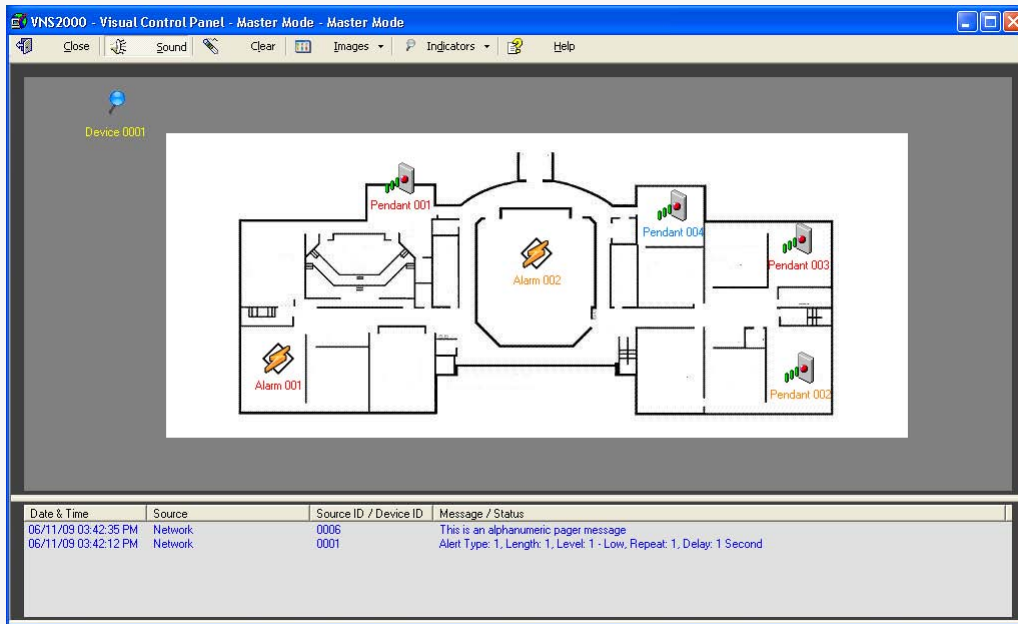 VNS2000 - Visual Control Panel - Master Mode - Master Mode
Close Sound Clear Images Indicators Help
Device 0001
Pendant 001
Pendant 004
Pendant 003
Alarm 002
Alarm 001
Pendant 002
Date & Time Source Source ID / Device ID Message / Status
06/11/09 03:42:35 PM Network 0006 This is an alphanumeric pager message
06/11/09 03:42:12 PM Network 0001 Alert Type: 1, Length: 1, Level: 1 - Low, Repeat: 1, Delay: 1 Second